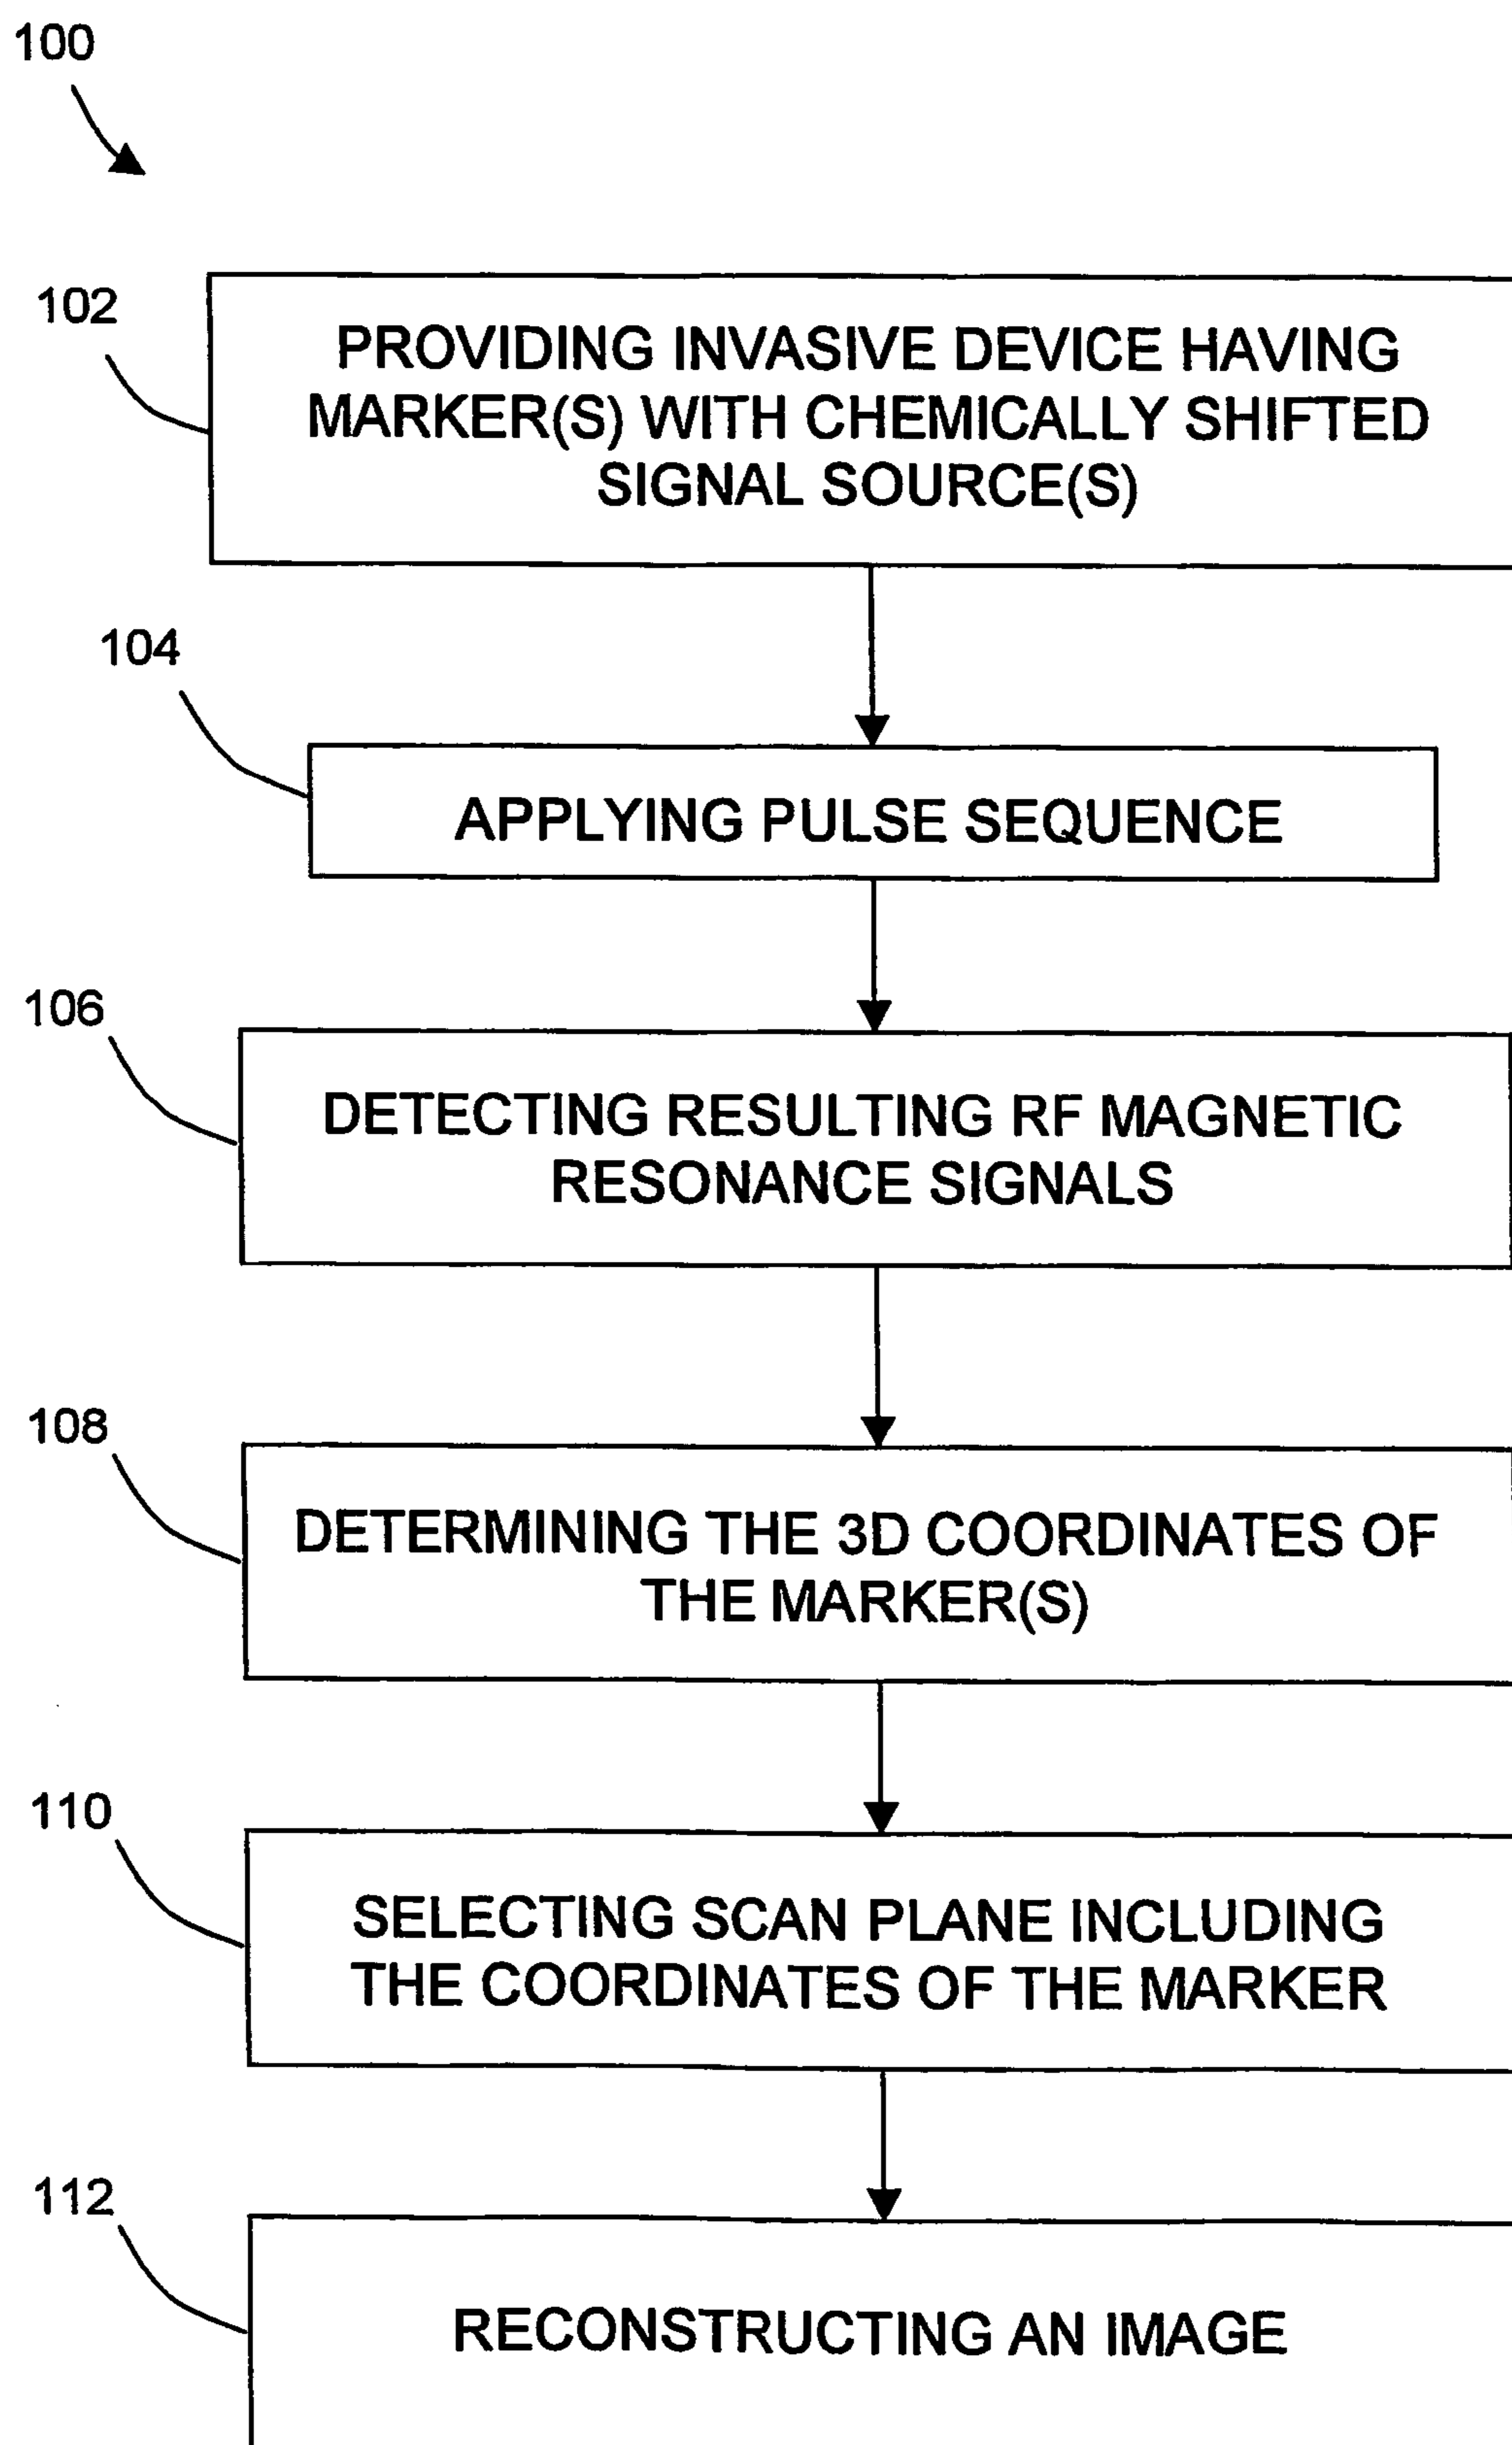 100
102
PROVIDING INVASIVE DEVICE HAVING
MARKER(S) WITH CHEMICALLY SHIFTED
SIGNAL SOURCE(S)
104
APPLYING PULSE SEQUENCE
106
DETECTING RESULTING RF MAGNETIC
RESONANCE SIGNALS
108
DETERMINING THE 3D COORDINATES OF
THE MARKER(S)
110
SELECTING SCAN PLANE INCLUDING
THE COORDINATES OF THE MARKER
112
RECONSTRUCTING AN IMAGE